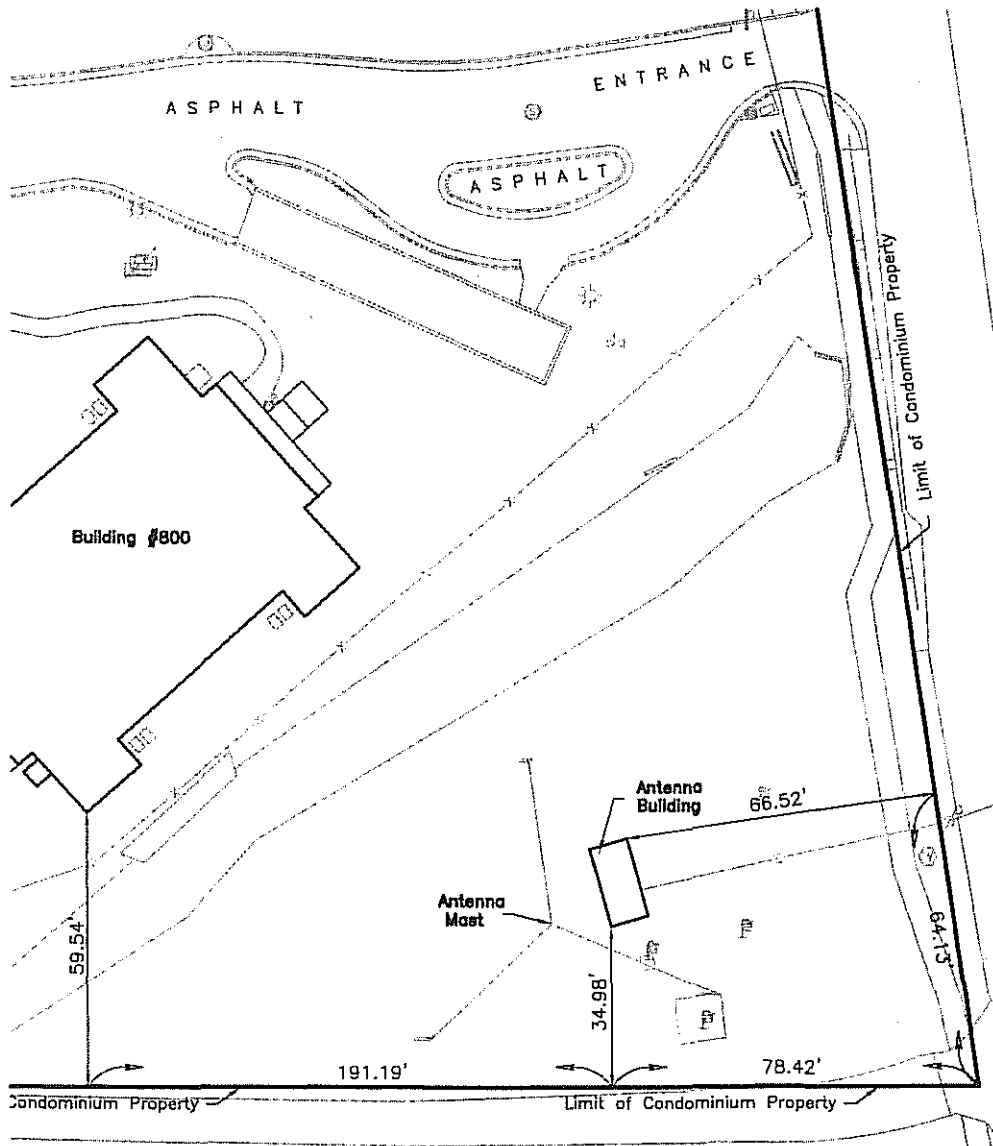 ENTRANCE
ASPHALT
ASPHALT
Limit of Condominium Property
Building #800
Antenna
Building
66.52'
Antenna
Mast
59.54'
34.98'
64.13'
191.19'
78.42'
Condominium Property
Limit of Condominium Property